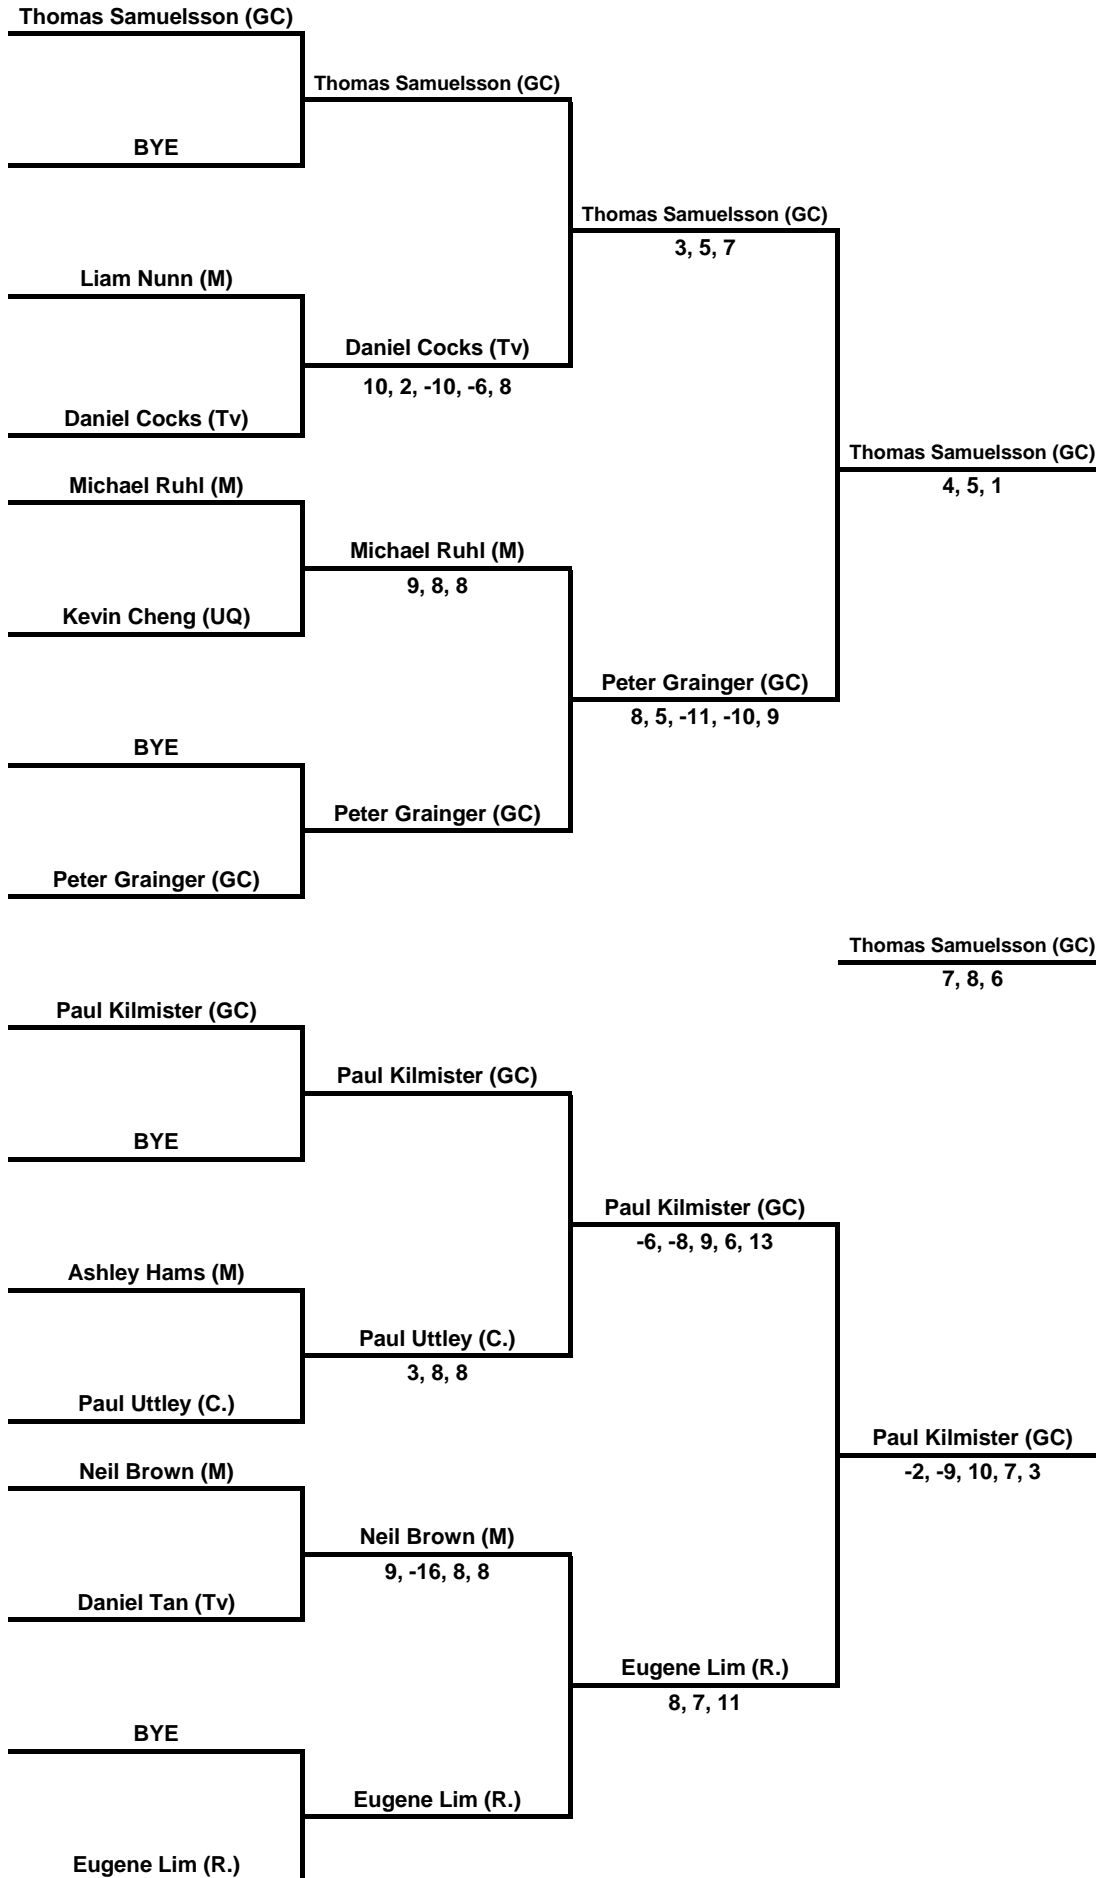 Thomas Samuelsson (GC)
Thomas Samuelsson (GC)
BYE
Thomas Samuelsson (GC)
3, 5, 7
Liam Nunn (M)
Daniel Cocks (Tv)
10, 2, -10, -6, 8
Daniel Cocks (Tv)
Thomas Samuelsson (GC)
4, 5, 1
Michael Ruhl (M)
Michael Ruhl (M)
9, 8, 8
Kevin Cheng (UQ)
Peter Grainger (GC)
8, 5, -11, -10, 9
BYE
Peter Grainger (GC)
Peter Grainger (GC)
Thomas Samuelsson (GC)
7, 8, 6
Paul Kilmister (GC)
Paul Kilmister (GC)
BYE
Paul Kilmister (GC)
-6, -8, 9, 6, 13
Ashley Hams (M)
Paul Uttley (C.)
3, 8, 8
Paul Uttley (C.)
Paul Kilmister (GC)
-2, -9, 10, 7, 3
Neil Brown (M)
Neil Brown (M)
9, -16, 8, 8
Daniel Tan (Tv)
Eugene Lim (R.)
8, 7, 11
BYE
Eugene Lim (R.)
Eugene Lim (R.)